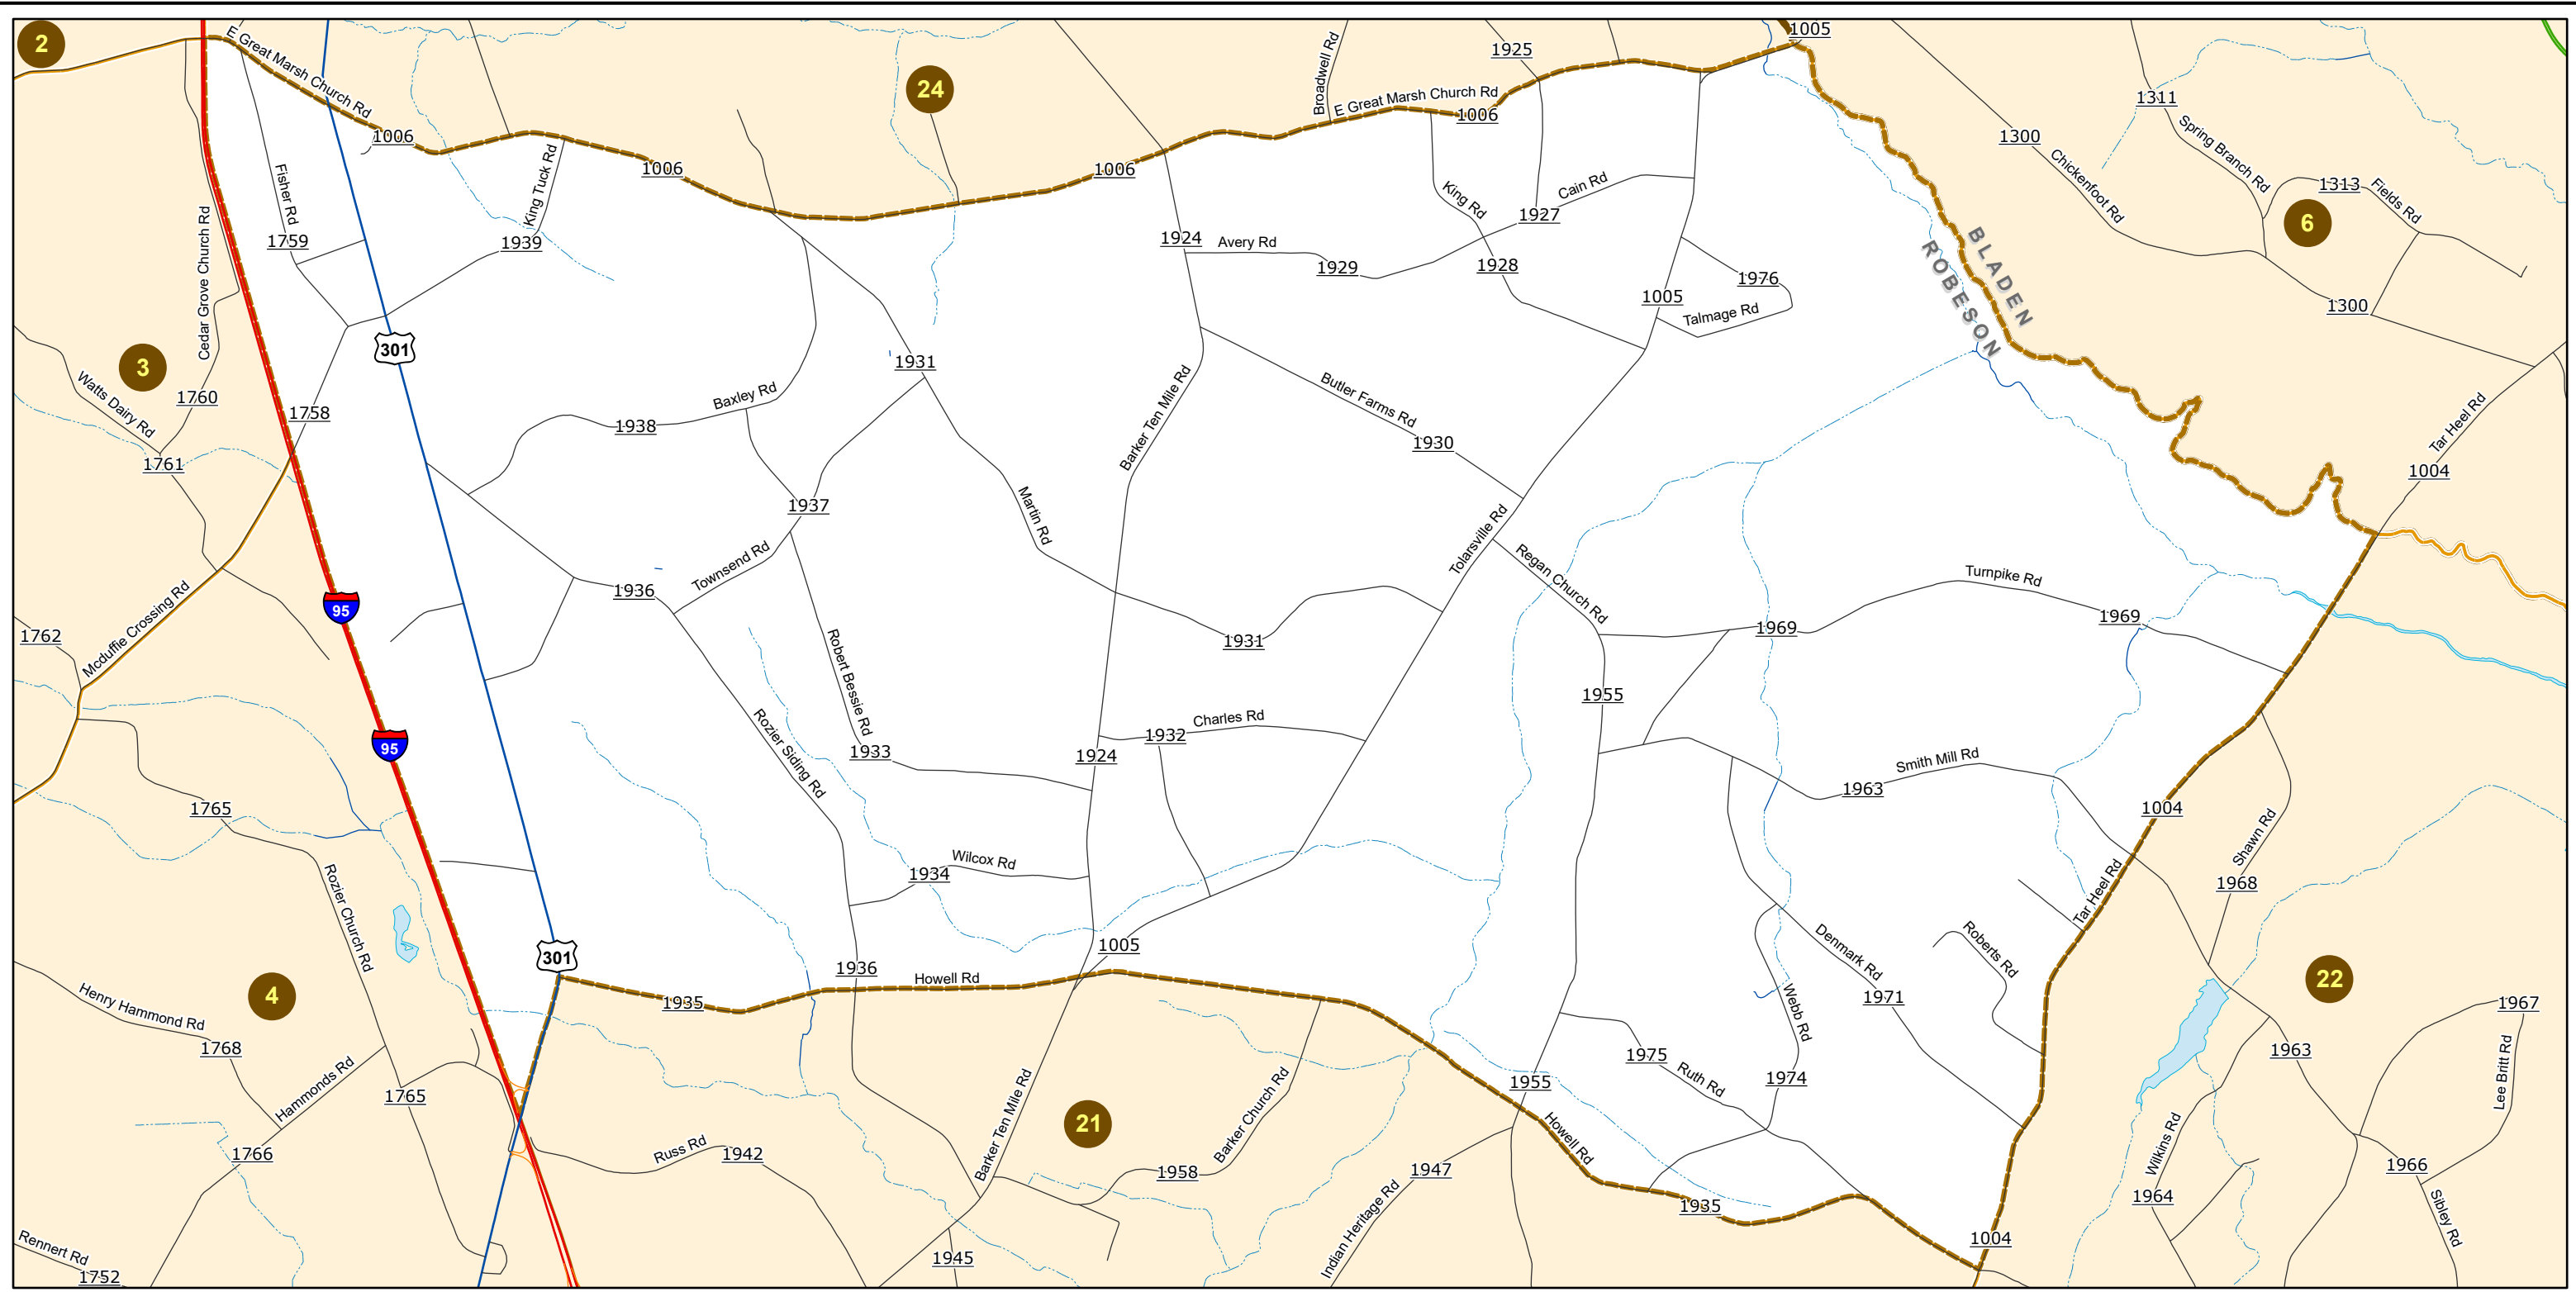 2
E Great Marsh Church Rd
1006
24
Broadwell Rd
1925
E Great Marsh Church Rd
1006
1005
1311
1300
Spring Branch Rd
Chickenfoot Rd
1313
Fields Rd
6
BLADEN
ROBESON
1300
Fisher Rd
1759
King Tuck Rd
1939
1006
1006
Cedar Grove Church Rd
1924
Avery Rd
1929
King Rd
1928
1927
Cain Rd
1005
1976
Talmage Rd
301
3
Watts Dairy Rd
1760
1761
1758
1931
Baxley Rd
1938
Barker Ten Mile Rd
Butler Farms Rd
1930
Tar Heel Rd
1004
1937
Martin Rd
Townsend Rd
1936
Tolarsville Rd
Regan Church Rd
Turnpike Rd
1969
1969
95
1762
Mcduffie Crossing Rd
1931
Robert Bessie Rd
1933
Rozier Siding Rd
1955
95
1932
Charles Rd
1924
Smith Mill Rd
1963
1004
1765
Shawn Rd
1968
Wilcox Rd
1934
Tar Heel Rd
Rozier Church Rd
301
1005
1936
Howell Rd
1935
Denmark Rd
1971
Roberts Rd
Webb Rd
22
4
Henry Hammond Rd
1768
Hammonds Rd
1765
1766
1967
Lee Britt Rd
1963
1975
Ruth Rd
1974
1955
Howell Rd
21
Barker Ten Mile Rd
Barker Church Rd
1958
Russ Rd
1942
1947
Indian Heritage Rd
1935
Wilkins Rd
1964
1966
Sibley Rd
1004
1945
Rennert Rd
1752